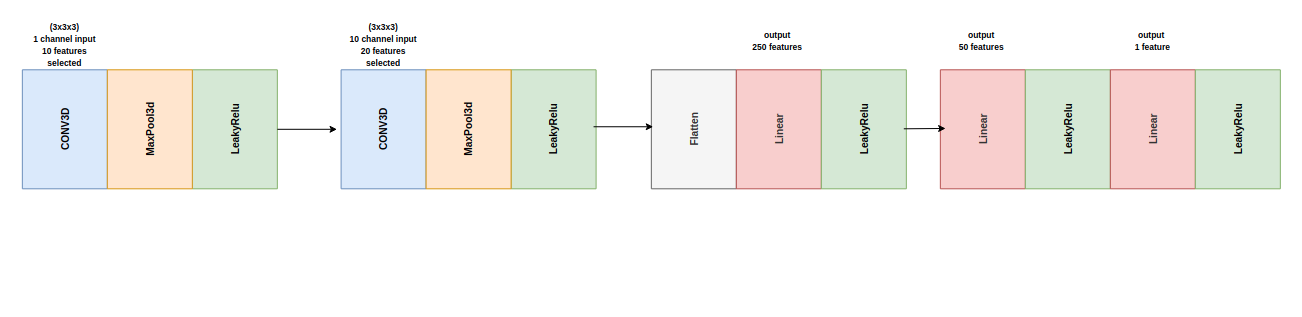 (3x3x3)
1 channel input
10 features
selected
CONV3D
MaxPool3d
LeakyRelu
(3x3x3)
10 channel input
20 features
selected
CONV3D
MaxPool3d
LeakyRelu
output
250 features
Flatten
Linear
LeakyRelu
output
50 features
output
1 feature
Linear
LeakyRelu
Linear
LeakyRelu